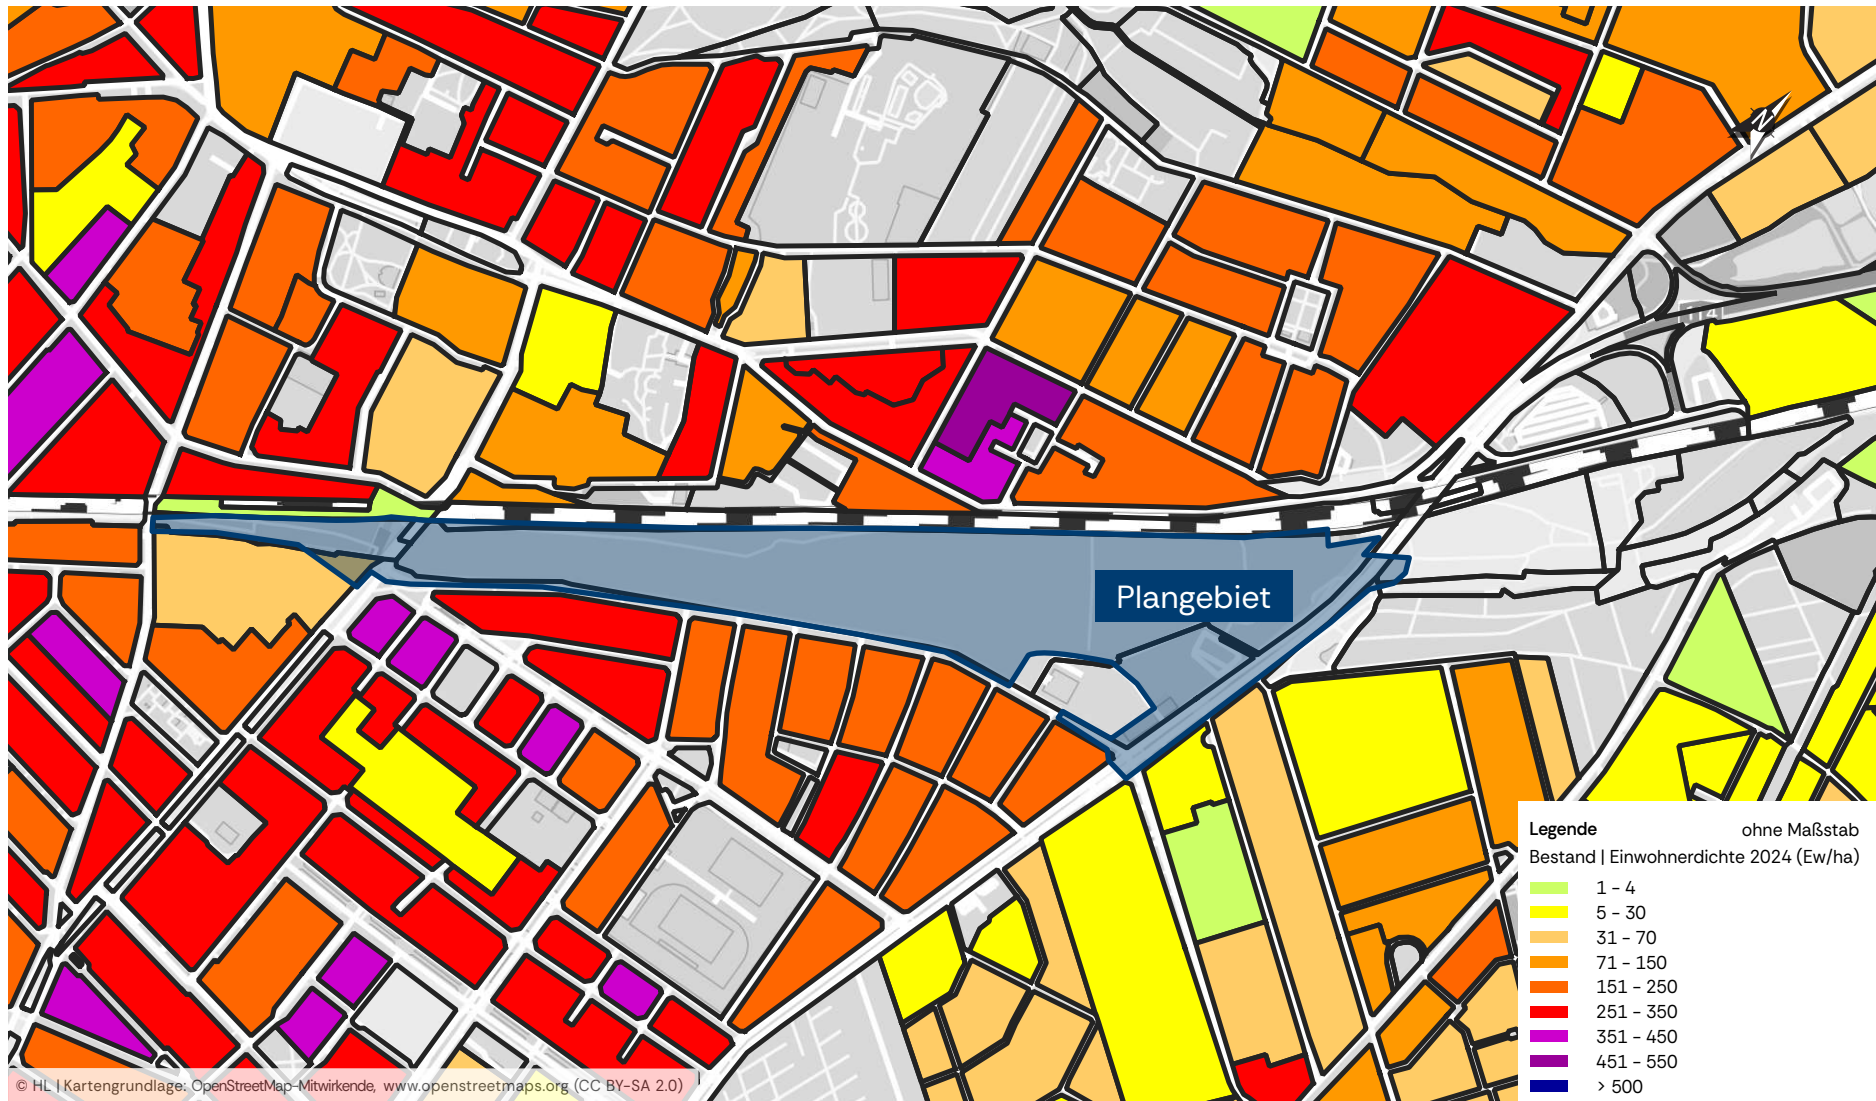 N
114
Plangebiet
Legende ohne Maßstab
Bestand | Einwohnerdichte 2024 (Ew/ha)
1 – 4
5 – 30
31 – 70
71 – 150
151 – 250
251 – 350
351 – 450
451 – 550
> 500
© HL | Kartengrundlage: OpenStreetMap-Mitwirkende, www.openstreetmaps.org (CC BY-SA 2.0)